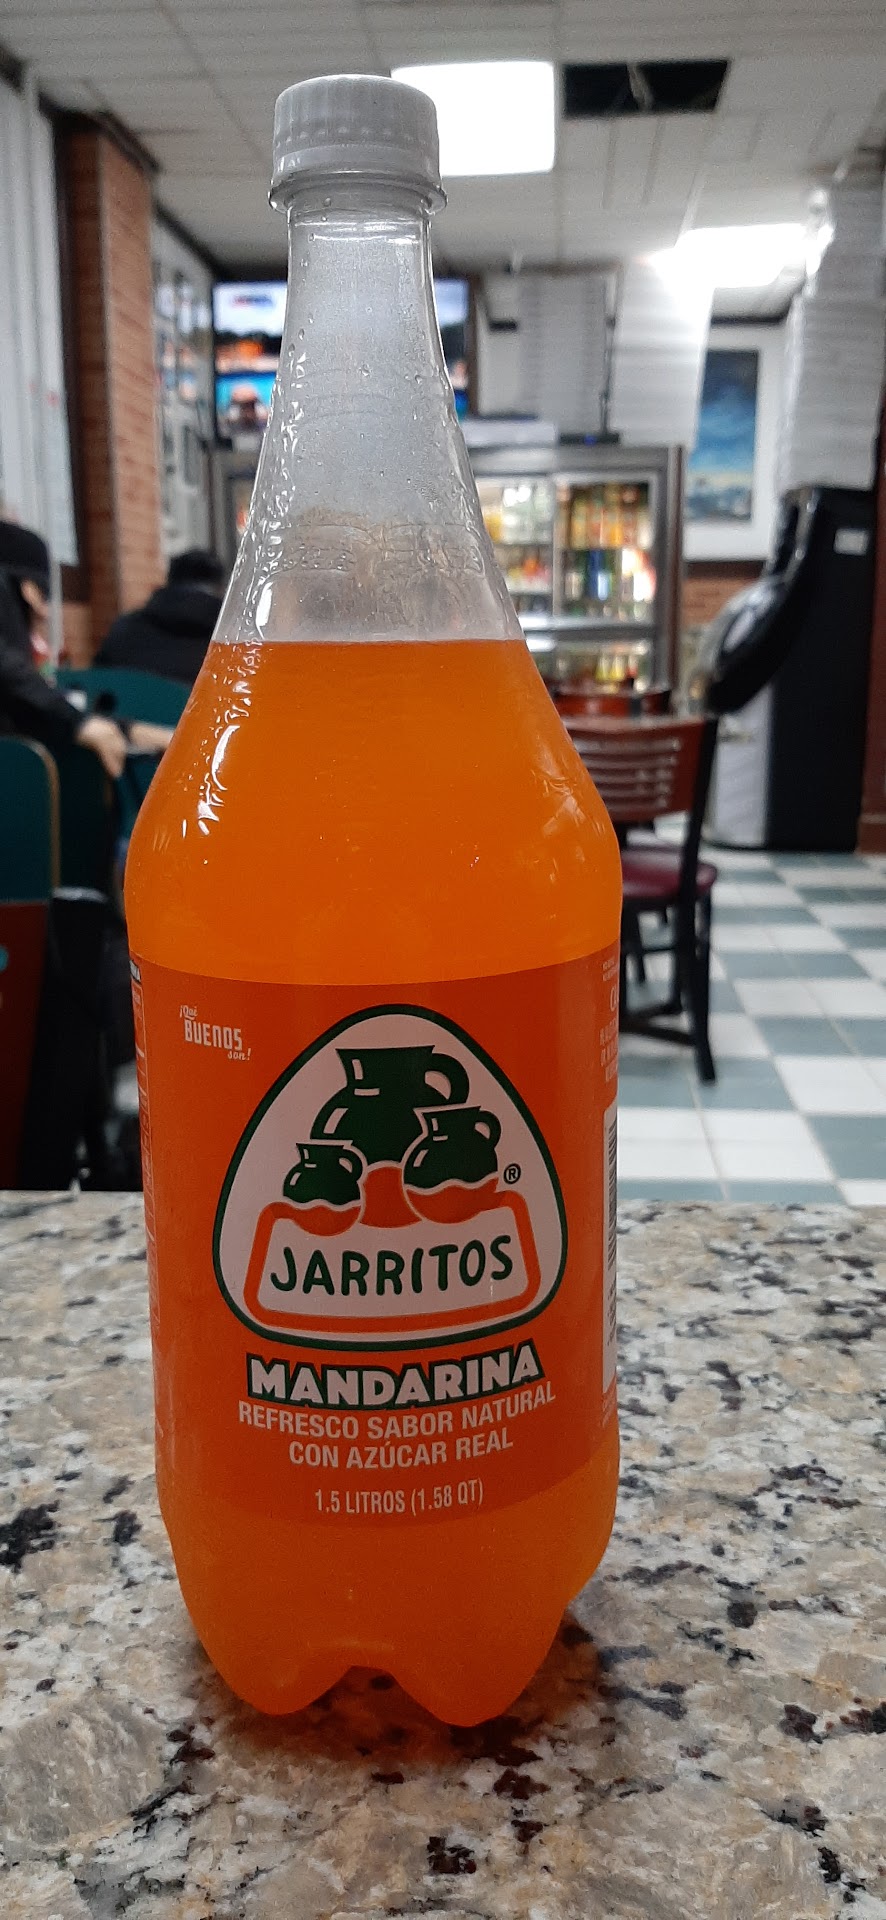 ¡Qué
BUENOS
son!
®
JARRITOS
MANDARINA
REFRESCO SABOR NATURAL
CON AZÚCAR REAL
1.5 LITROS (1.58 QT)